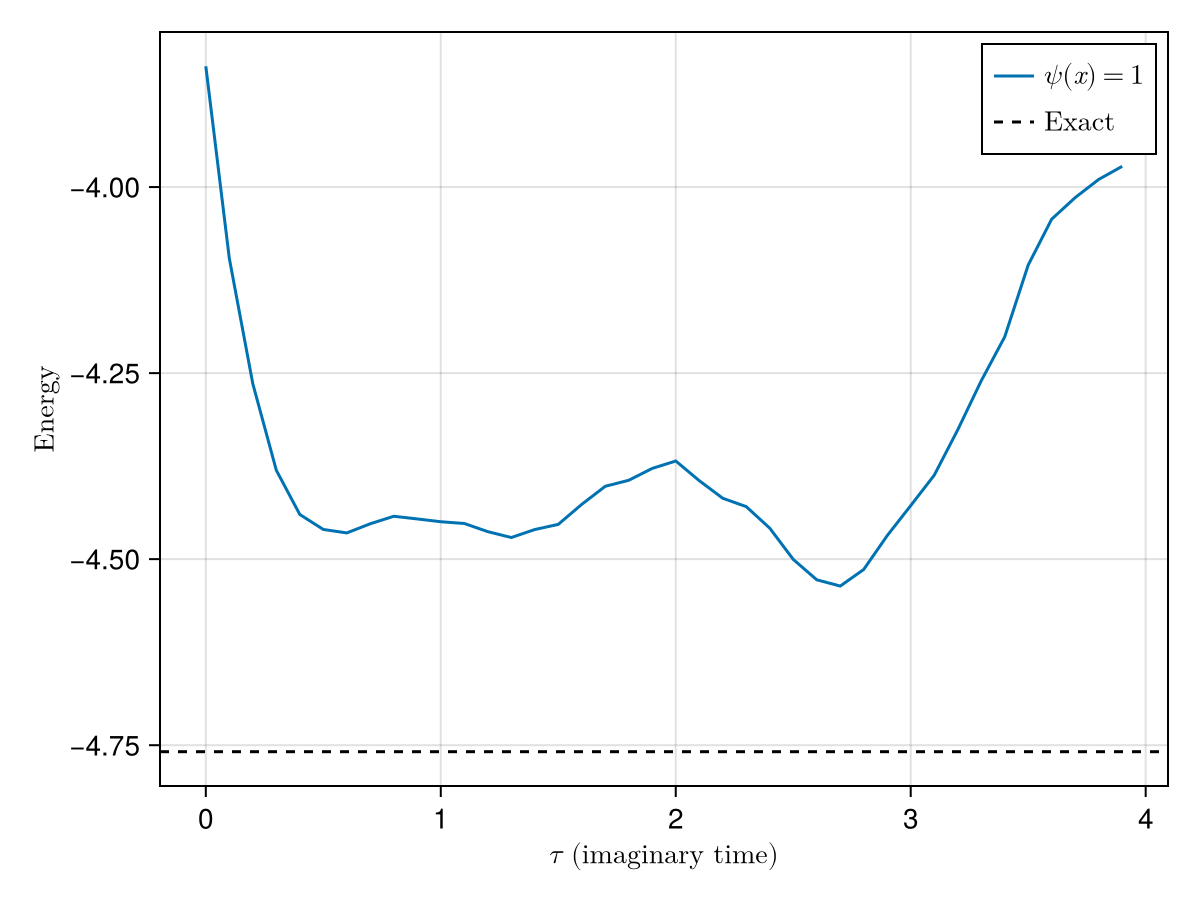 ψ(x) = 1
Exact
−4.00
−4.25
−4.50
−4.75
Energy
0 1 2 3 4
τ (imaginary time)